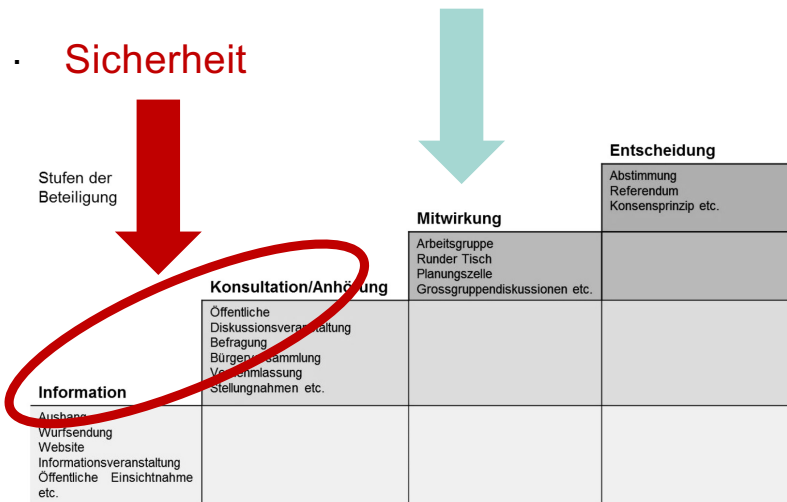 Sicherheit
Stufen der
Beteiligung
Entscheidung
Abstimmung
Referendum
Konsensprinzip etc.
Mitwirkung
Arbeitsgruppe
Runder Tisch
Planungszelle
Grossgruppendiskussionen etc.
Konsultation/Anhörung
Öffentliche
Diskussionsveranstaltung
Befragung
Bürgerversammlung
Vernehmlassung
Stellungnahmen etc.
Information
Aushang
Wurfsendung
Website
Informationsveranstaltung
Öffentliche Einsichtnahme
etc.